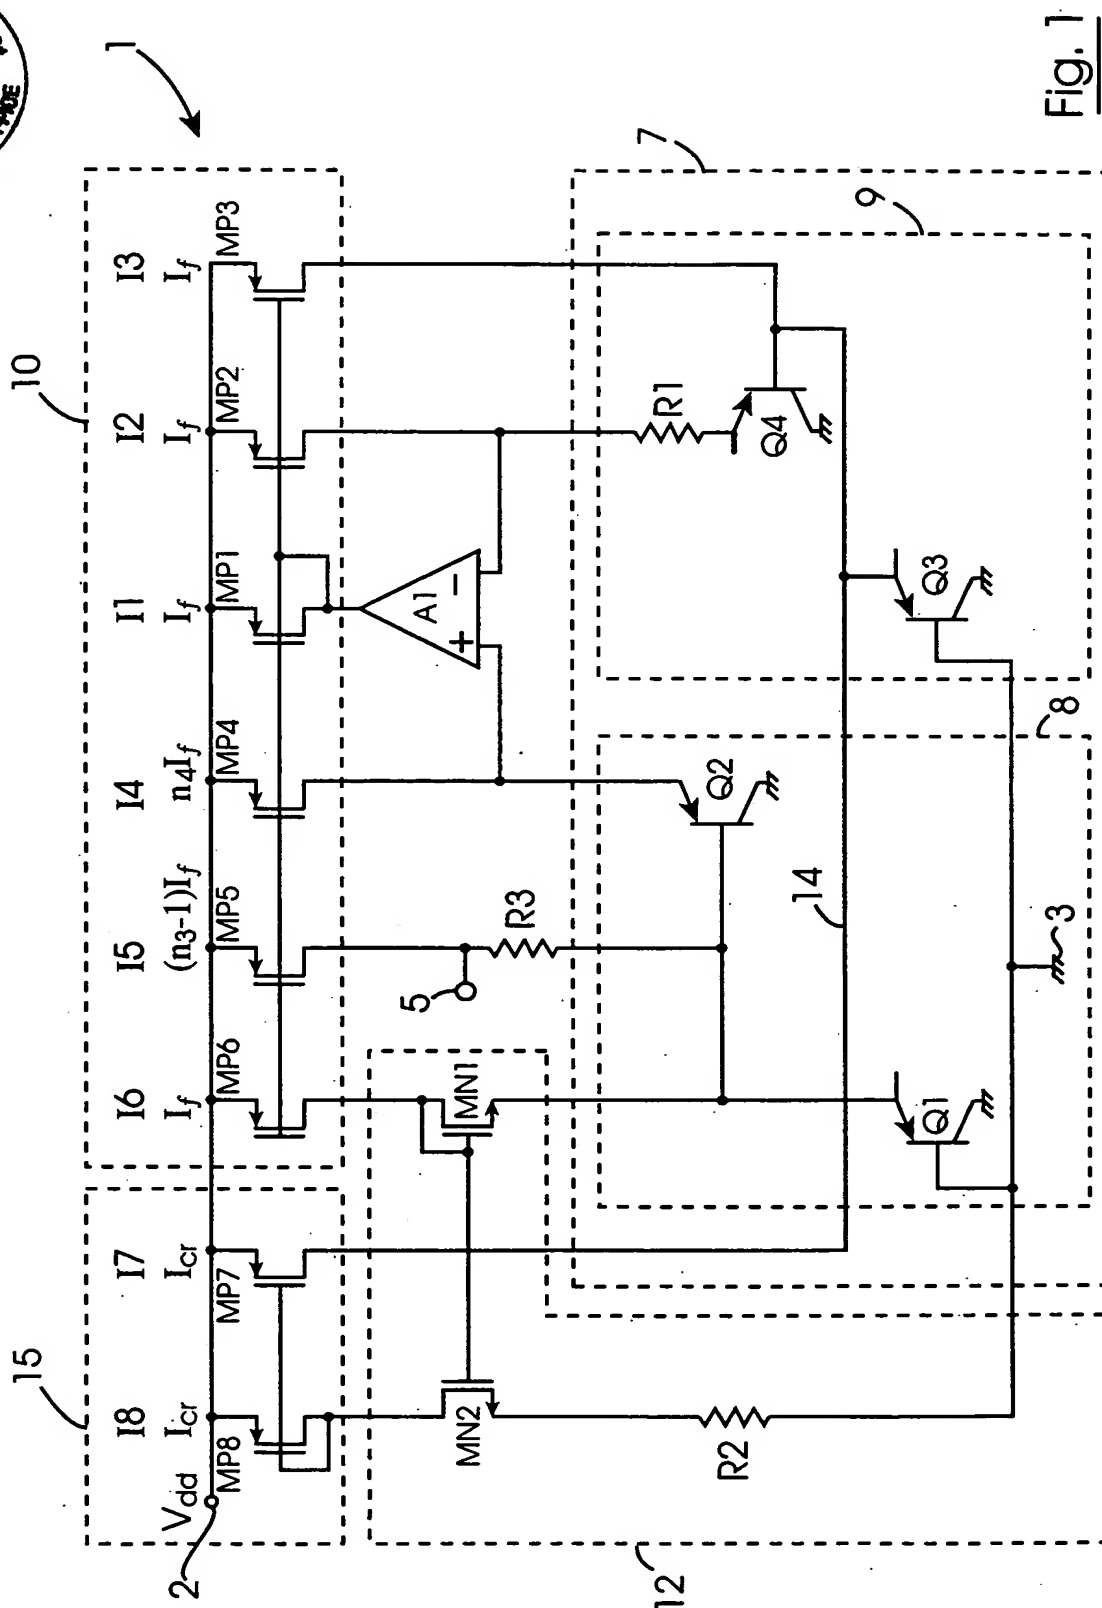 1
Fig. 1
10
15
I8 I7 I6 I5 I4 I1 I2 I3
Icr Icr If (n3-1)If n4If If If If
Vdd
2
MP8 MP7 MP6 MP5 MP4 MP1 MP2 MP3
A1
+ −
7
9
5
R3
MN1
MN2
12
R1
Q4
Q2
R2
14
Q1
Q3
8
3